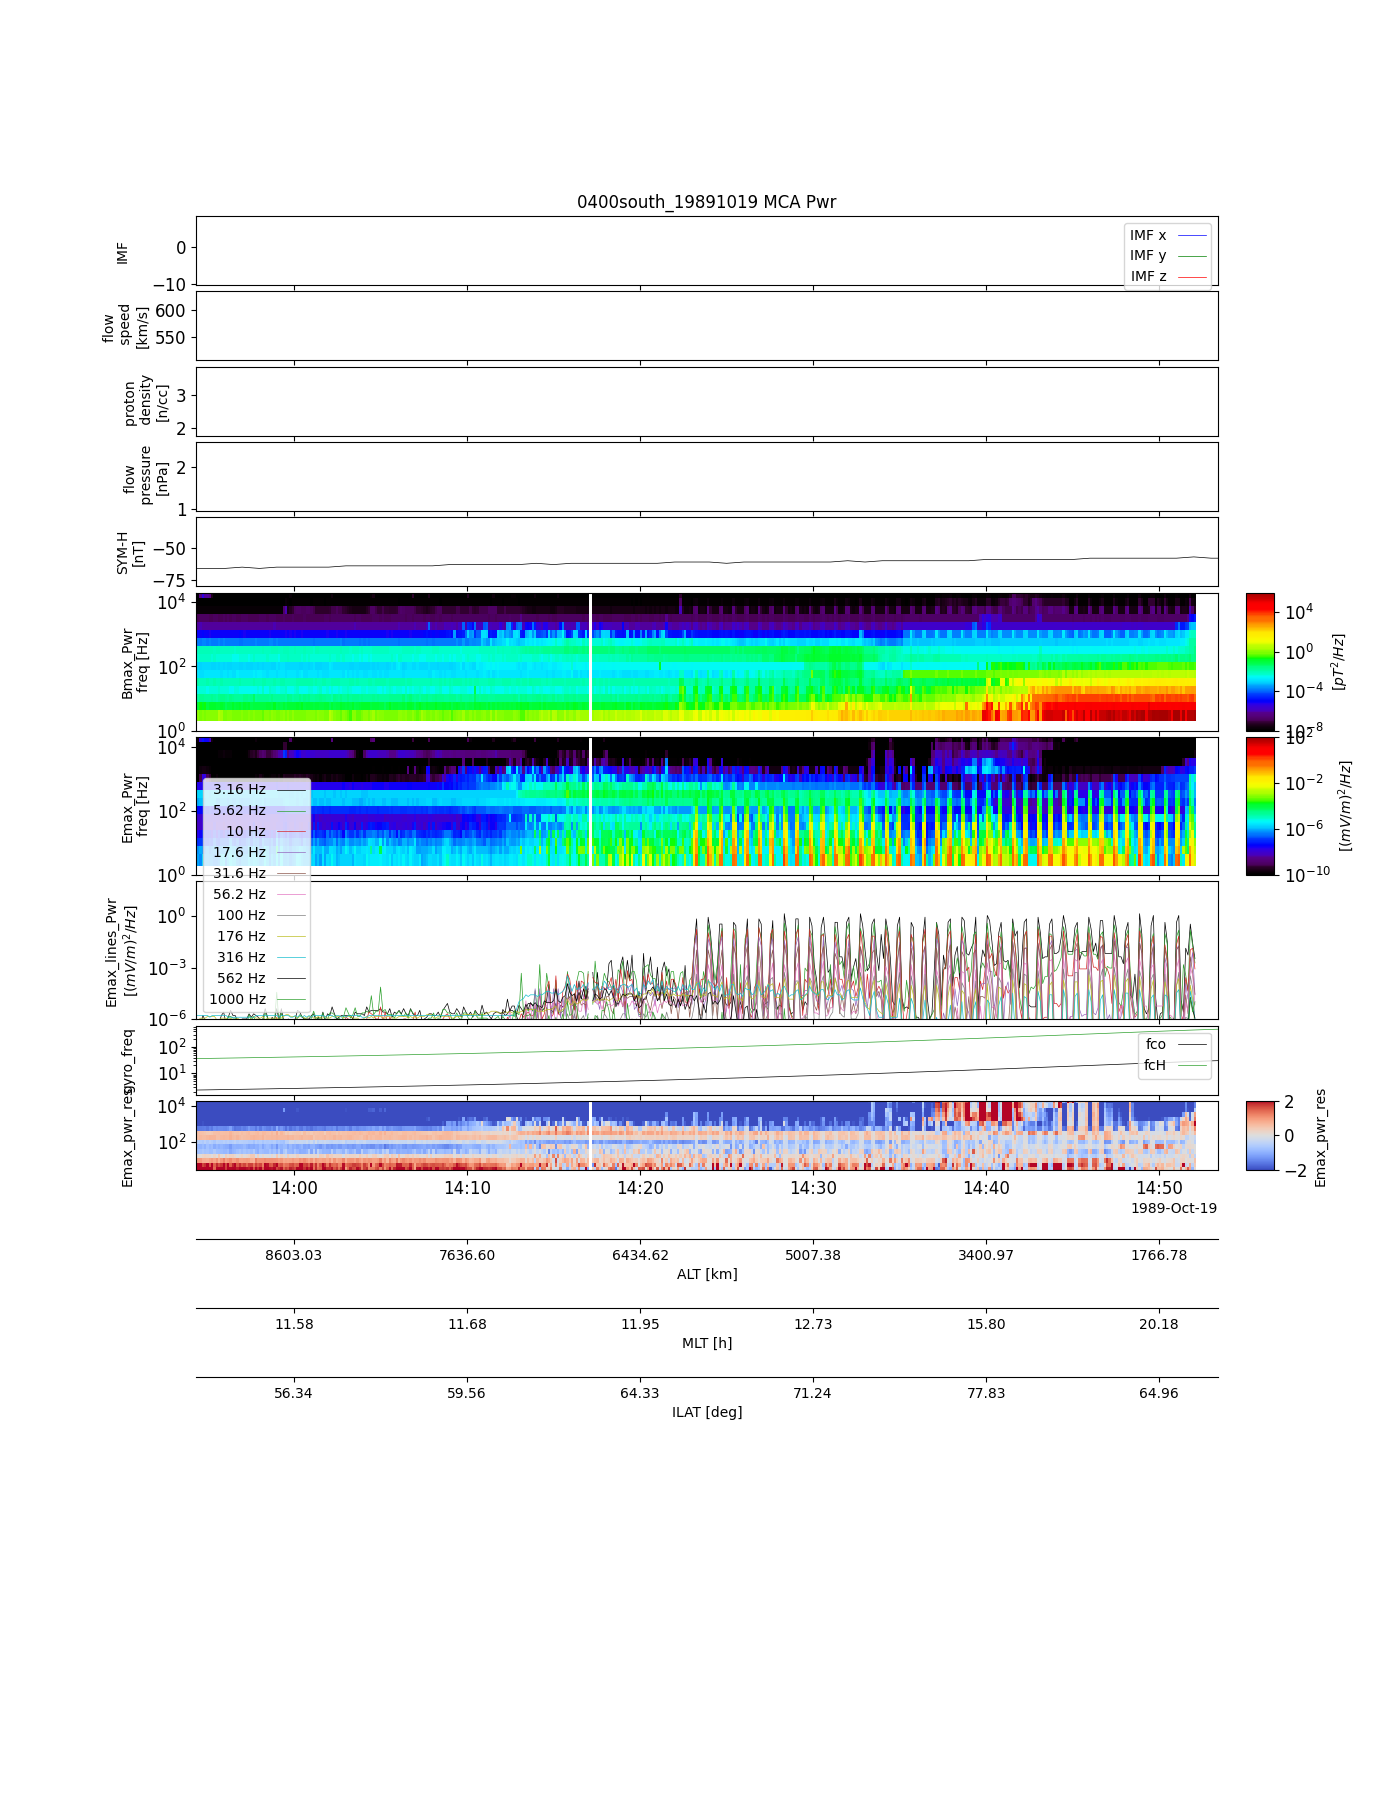 0400south_19891019 MCA Pwr
IMF
0
−10
IMF x
IMF y
IMF z
flow
speed
[km/s]
600
550
proton
density
[n/cc]
3
2
flow
pressure
[nPa]
2
1
SYM-H
[nT]
−50
−75
Bmax_Pwr
freq [Hz]
10^4
10^2
10^0
10^4
10^0
10^−4
10^−8
[pT^2/Hz]
Emax_Pwr
freq [Hz]
10^4
10^2
10^0
10^2
10^−2
10^−6
10^−10
[(mV/m)^2/Hz]
3.16 Hz
5.62 Hz
10 Hz
17.6 Hz
31.6 Hz
56.2 Hz
100 Hz
176 Hz
316 Hz
562 Hz
1000 Hz
Emax_lines_Pwr
[(mV/m)^2/Hz]
10^0
10^−3
10^−6
gyro_freq
10^2
10^1
fco
fcH
Emax_pwr_res
10^4
10^2
2
0
−2
Emax_pwr_res
14:00 14:10 14:20 14:30 14:40 14:50
1989-Oct-19
8603.03 7636.60 6434.62 5007.38 3400.97 1766.78
ALT [km]
11.58 11.68 11.95 12.73 15.80 20.18
MLT [h]
56.34 59.56 64.33 71.24 77.83 64.96
ILAT [deg]